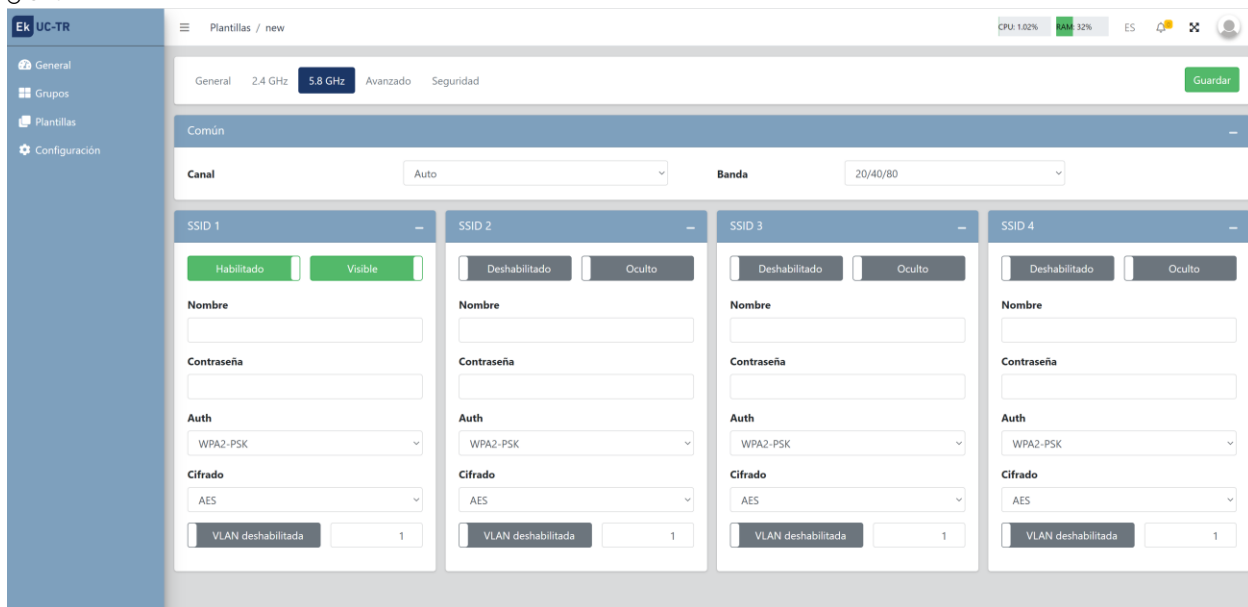 Ek UC-TR
Plantillas / new
CPU: 1.02% RAM: 32% ES
General
Grupos
Plantillas
Configuración
General 2.4 GHz 5.8 GHz Avanzado Seguridad Guardar
Común
Canal Auto Banda 20/40/80
SSID 1 SSID 2 SSID 3 SSID 4
Habilitado Visible Deshabilitado Oculto Deshabilitado Oculto Deshabilitado Oculto
Nombre Nombre Nombre Nombre
Contraseña Contraseña Contraseña Contraseña
Auth Auth Auth Auth
WPA2-PSK WPA2-PSK WPA2-PSK WPA2-PSK
Cifrado Cifrado Cifrado Cifrado
AES AES AES AES
VLAN deshabilitada 1 VLAN deshabilitada 1 VLAN deshabilitada 1 VLAN deshabilitada 1